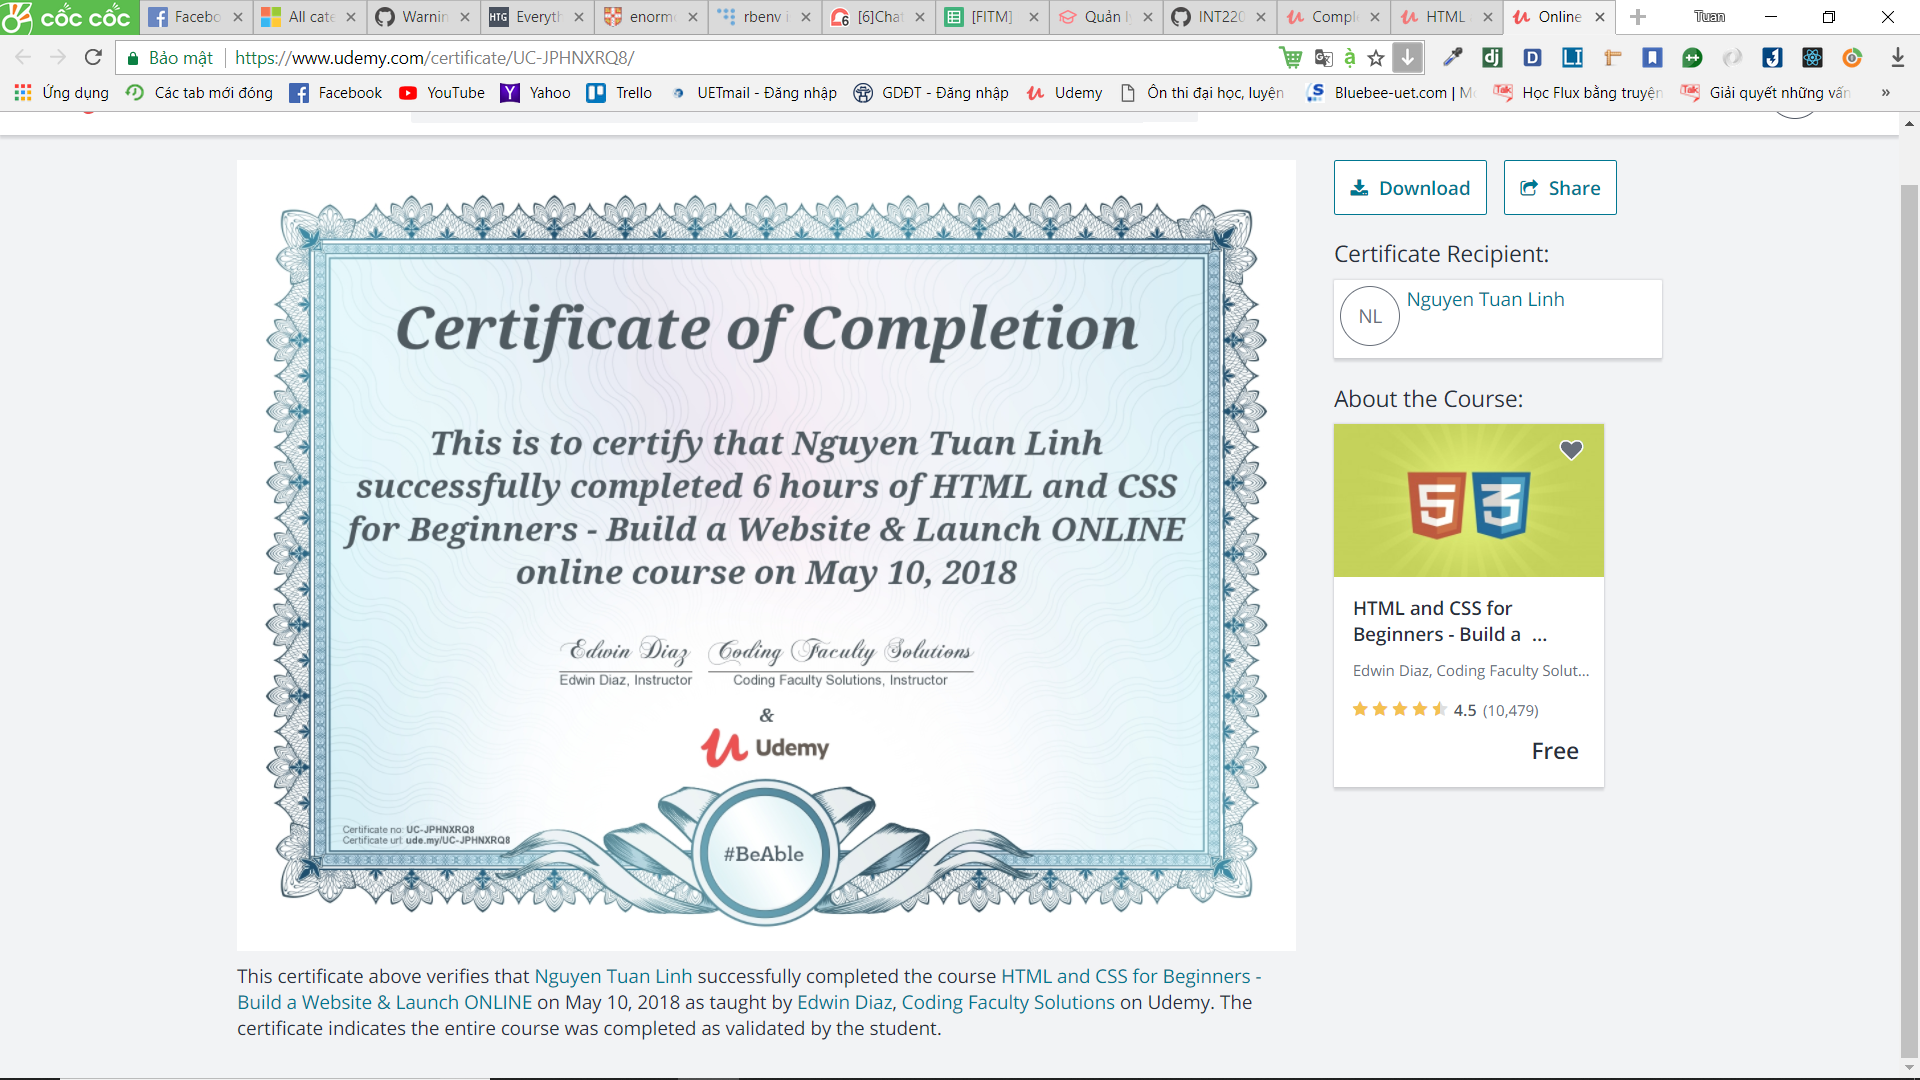 cốc cốc
Facebo
All cate
Warnin
HTG Everyth
enorm
rbenv i
[6]Chat
[FITM]
Quản l
INT220
Compl
HTML
Online
Tuan
Bảo mật https://www.udemy.com/certificate/UC-JPHNXRQ8/
Ứng dụng
Các tab mới đóng
Facebook
YouTube
Yahoo
Trello
UETmail - Đăng nhập
GDĐT - Đăng nhập
Udemy
Ôn thi đại học, luyện
Bluebee-uet.com | Mo
Học Flux bằng truyện
Giải quyết những vấn
»
Certificate of Completion
This is to certify that Nguyen Tuan Linh
successfully completed 6 hours of HTML and CSS
for Beginners - Build a Website & Launch ONLINE
online course on May 10, 2018
Edwin Diaz Coding Faculty Solutions
Edwin Diaz, Instructor Coding Faculty Solutions, Instructor
&
Udemy
#BeAble
Certificate no: UC-JPHNXRQ8
Certificate url: ude.my/UC-JPHNXRQ8
This certificate above verifies that Nguyen Tuan Linh successfully completed the course HTML and CSS for Beginners -
Build a Website & Launch ONLINE on May 10, 2018 as taught by Edwin Diaz, Coding Faculty Solutions on Udemy. The
certificate indicates the entire course was completed as validated by the student.
Download Share
Certificate Recipient:
NL Nguyen Tuan Linh
About the Course:
5 3
HTML and CSS for
Beginners - Build a ...
Edwin Diaz, Coding Faculty Solut...
4.5 (10,479)
Free